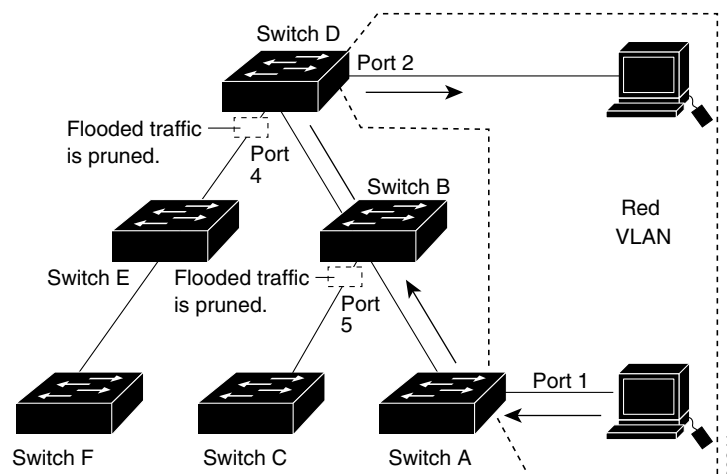 Switch D
Port 2
Flooded traffic
is pruned.
Port
4
Switch B
Red
VLAN
Switch E
Flooded traffic
is pruned.
Port
5
Port 1
Switch F
Switch C
Switch A